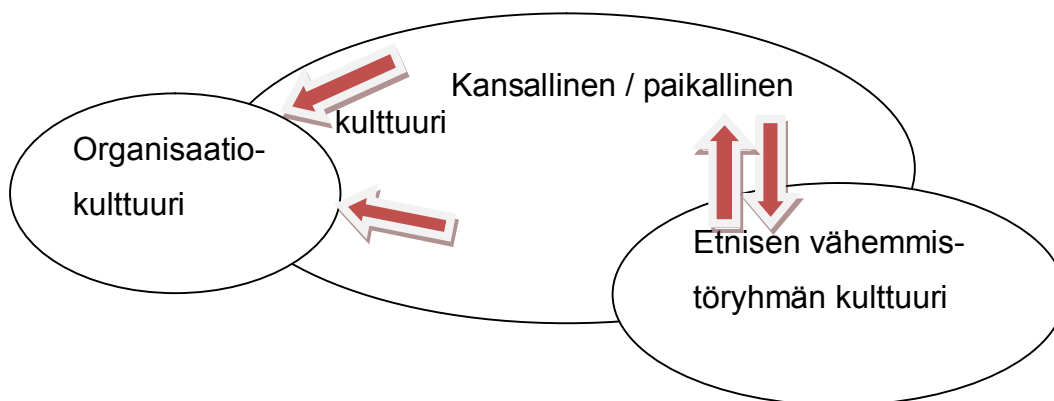 Kansallinen / paikallinen
kulttuuri
Organisaatio-
kulttuuri
Etnisen vähemmis-
töryhmän kulttuuri